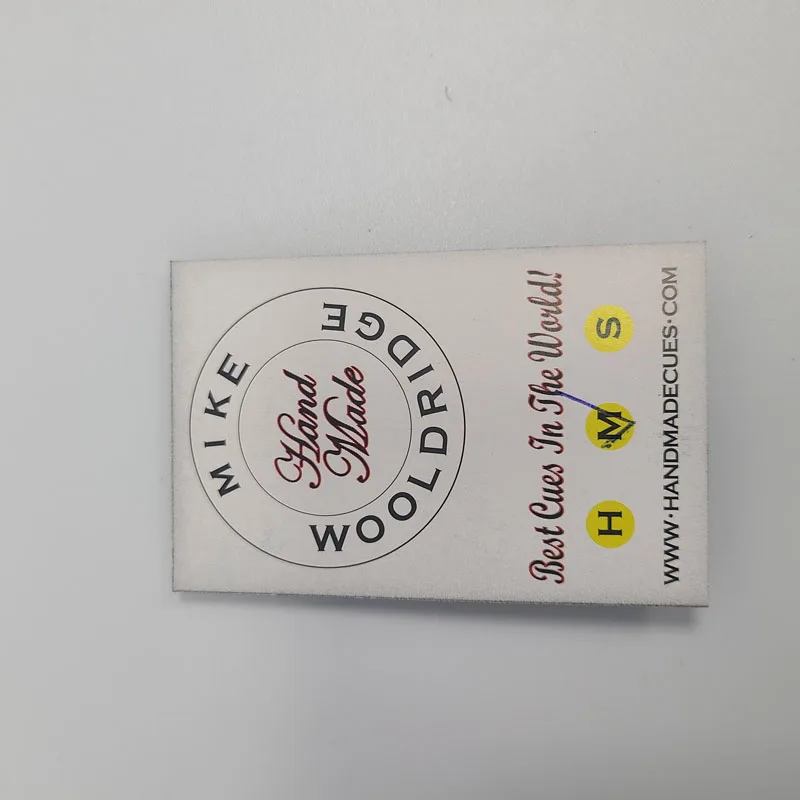 MIKE
WOOLDRIDGE
Hand
Made
Best Cues In The World!
H M S
WWW·HANDMADECUES·COM